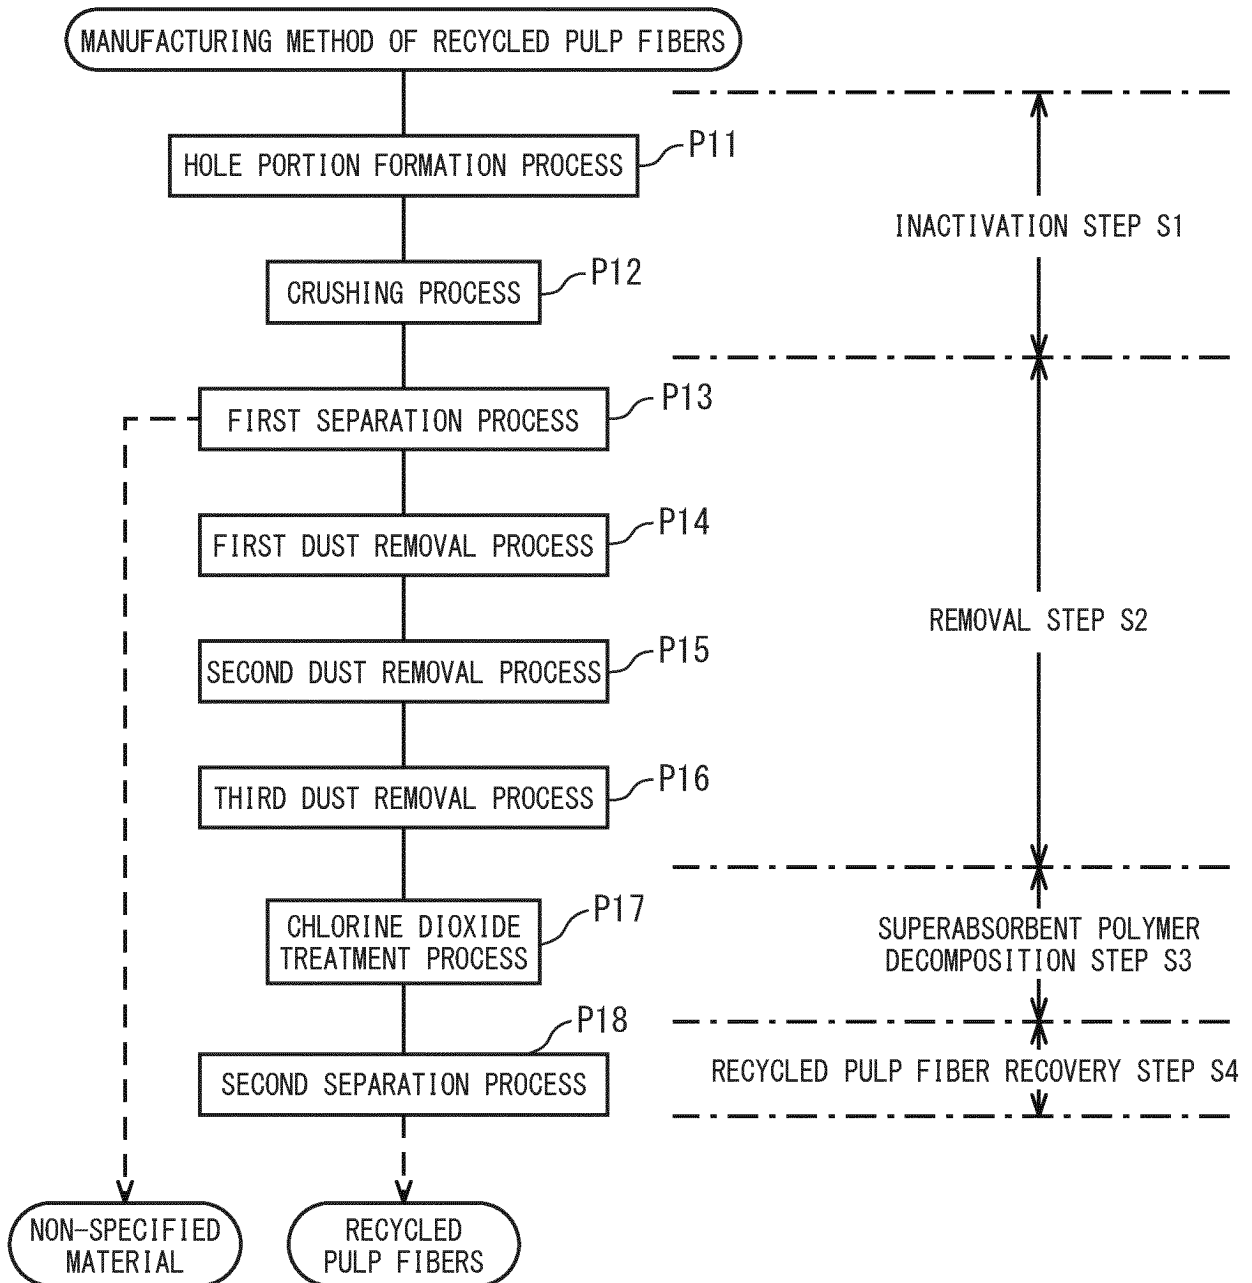 MANUFACTURING METHOD OF RECYCLED PULP FIBERS
P11
HOLE PORTION FORMATION PROCESS
INACTIVATION STEP S1
P12
CRUSHING PROCESS
P13
FIRST SEPARATION PROCESS
P14
FIRST DUST REMOVAL PROCESS
REMOVAL STEP S2
P15
SECOND DUST REMOVAL PROCESS
P16
THIRD DUST REMOVAL PROCESS
P17
CHLORINE DIOXIDE
TREATMENT PROCESS
SUPERABSORBENT POLYMER
DECOMPOSITION STEP S3
P18
SECOND SEPARATION PROCESS
RECYCLED PULP FIBER RECOVERY STEP S4
NON-SPECIFIED
MATERIAL
RECYCLED
PULP FIBERS